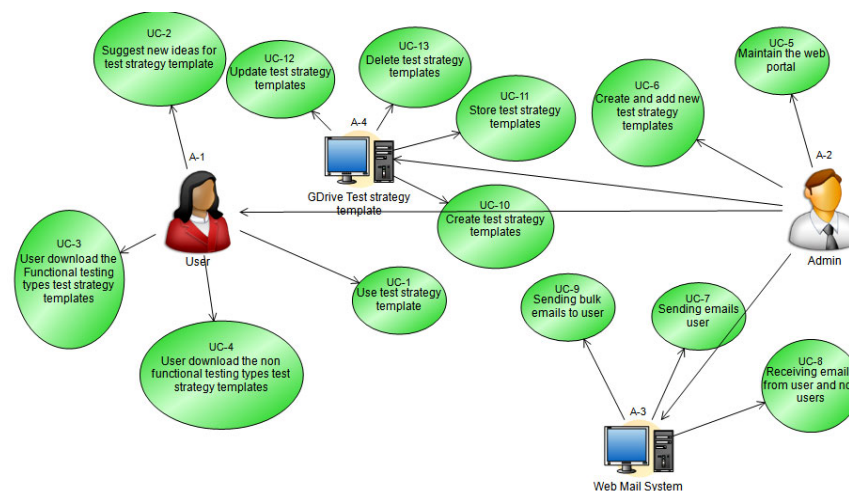 UC-2
Suggest new ideas for
test strategy template
UC-12
Update test strategy
templates
UC-13
Delete test strategy
templates
UC-11
Store test strategy
templates
UC-6
Create and add new
test strategy
templates
UC-5
Maintain the web
portal
A-4
GDrive Test strategy
template
A-1
User
A-2
Admin
UC-10
Create test strategy
templates
UC-3
User download the
Functional testing
types test strategy
templates
UC-1
Use test strategy
template
UC-4
User download the non
functional testing types test
strategy templates
UC-9
Sending bulk
emails to user
UC-7
Sending emails
user
UC-8
Receiving email
from user and no
users
A-3
Web Mail System